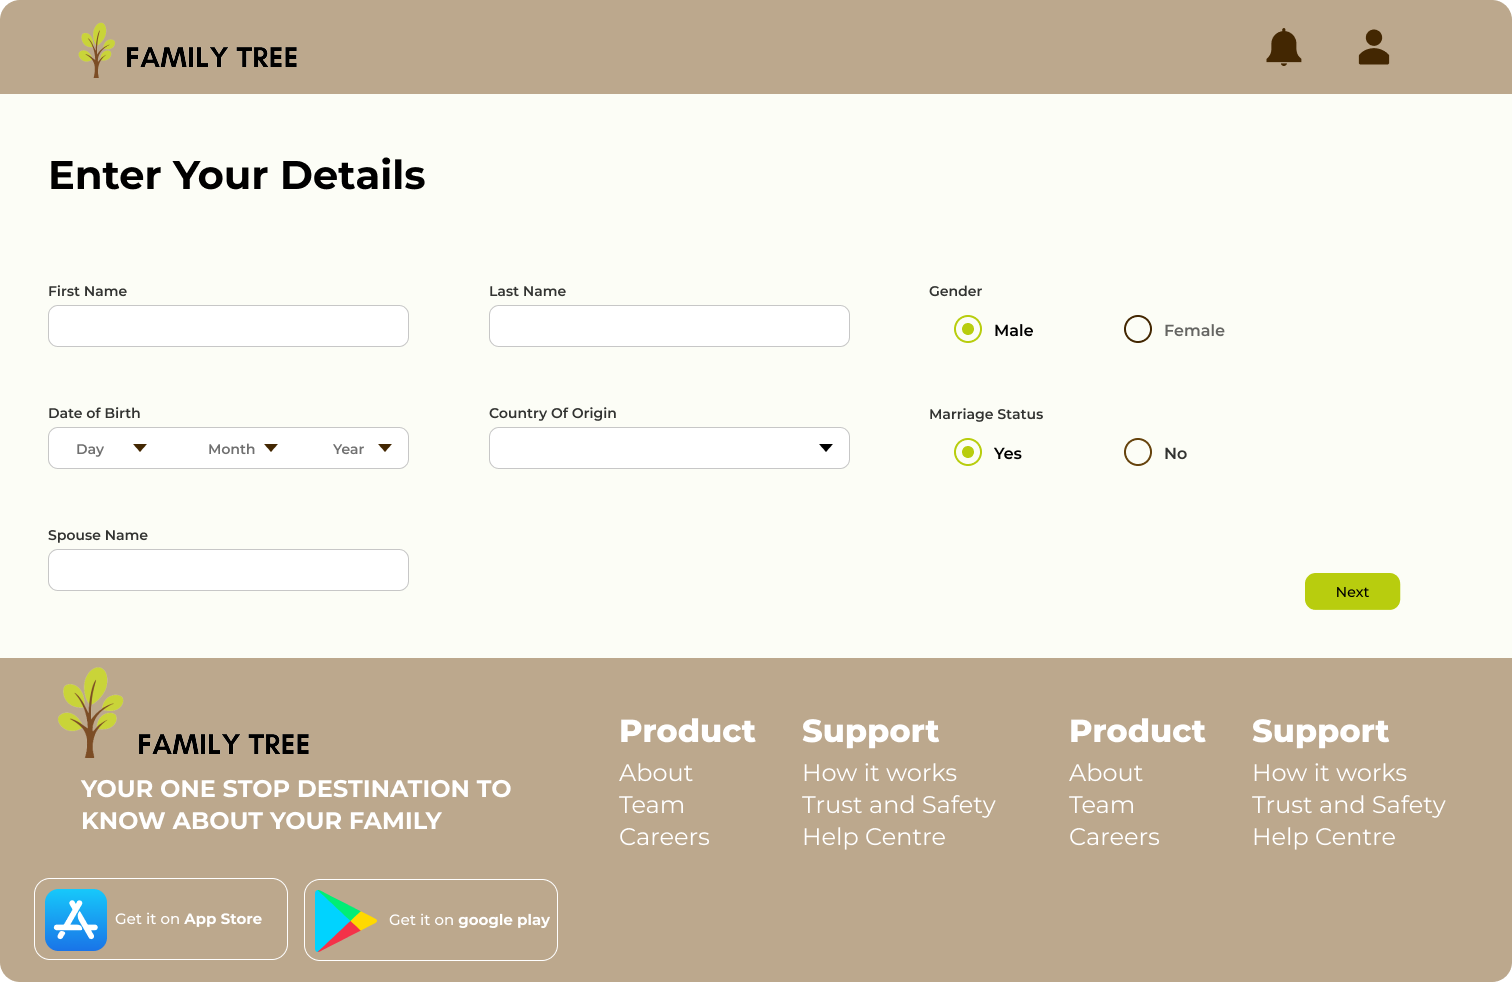 FAMILY TREE
Enter Your Details
First Name
Last Name
Gender
Male
Female
Date of Birth
Day
Month
Year
Country Of Origin
Marriage Status
Yes
No
Spouse Name
Next
FAMILY TREE
YOUR ONE STOP DESTINATION TO
KNOW ABOUT YOUR FAMILY
Get it on App Store
Get it on google play
Product
About
Team
Careers
Support
How it works
Trust and Safety
Help Centre
Product
About
Team
Careers
Support
How it works
Trust and Safety
Help Centre